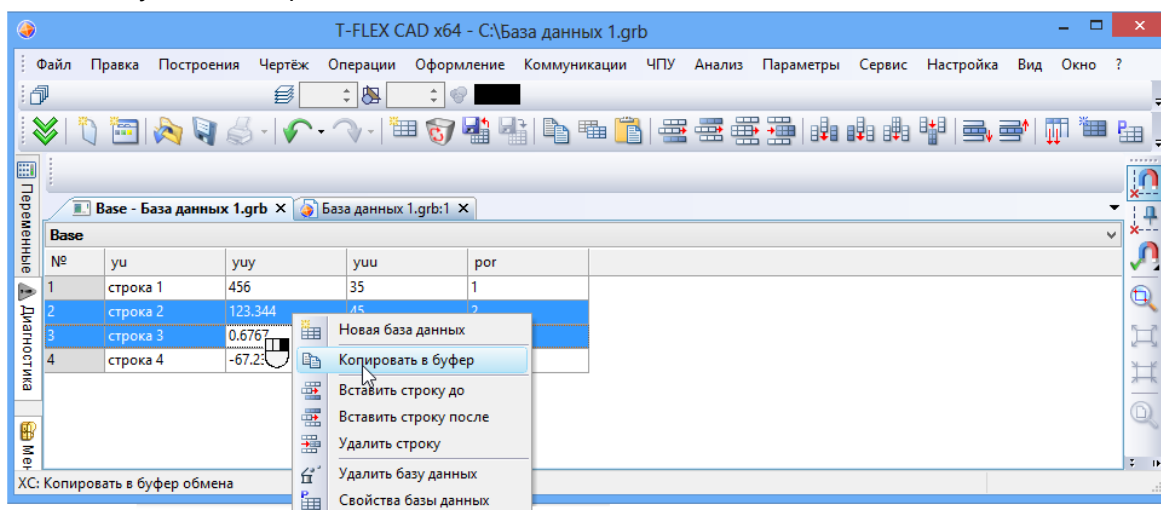 T-FLEX CAD x64 - C:\База данных 1.grb
Файл Правка Построения Чертёж Операции Оформление Коммуникации ЧПУ Анализ Параметры Сервис Настройка Вид Окно ?
Переменные
Диагностика
Base - База данных 1.grb
База данных 1.grb:1
Base
№ yu yuy yuu por
1 строка 1 456 35 1
2 строка 2 123.344 45 2
3 строка 3 0.6767
4 строка 4
Новая база данных
Копировать в буфер
Вставить строку до
Вставить строку после
Удалить строку
Удалить базу данных
Свойства базы данных
XC: Копировать в буфер обмена